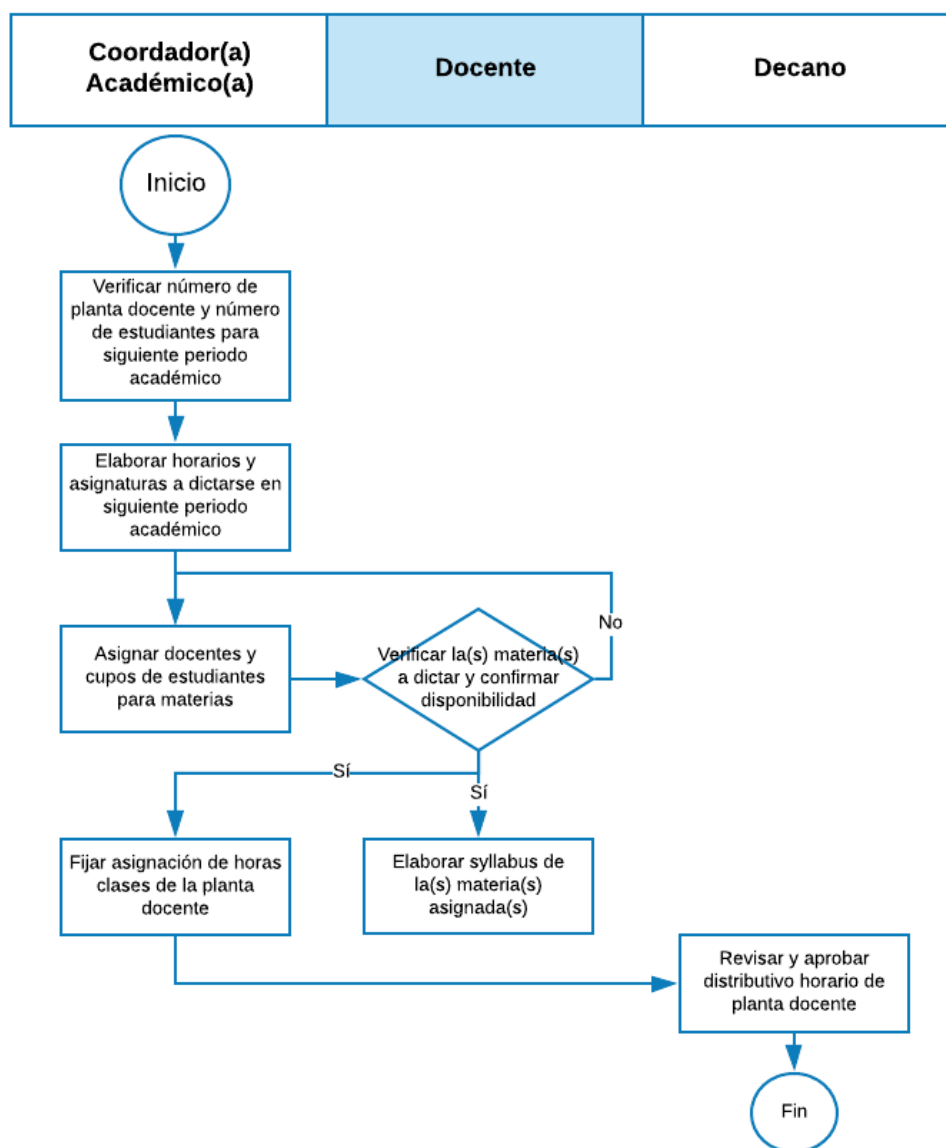 Coordador(a)
Académico(a)
Docente
Decano
Inicio
Verificar número de
planta docente y número
de estudiantes para
siguiente periodo
académico
Elaborar horarios y
asignaturas a dictarse en
siguiente periodo
académico
Asignar docentes y
cupos de estudiantes
para materias
Verificar la(s) materia(s)
a dictar y confirmar
disponibilidad
No
Sí
Sí
Fijar asignación de horas
clases de la planta
docente
Elaborar syllabus de
la(s) materia(s)
asignada(s)
Revisar y aprobar
distributivo horario de
planta docente
Fin